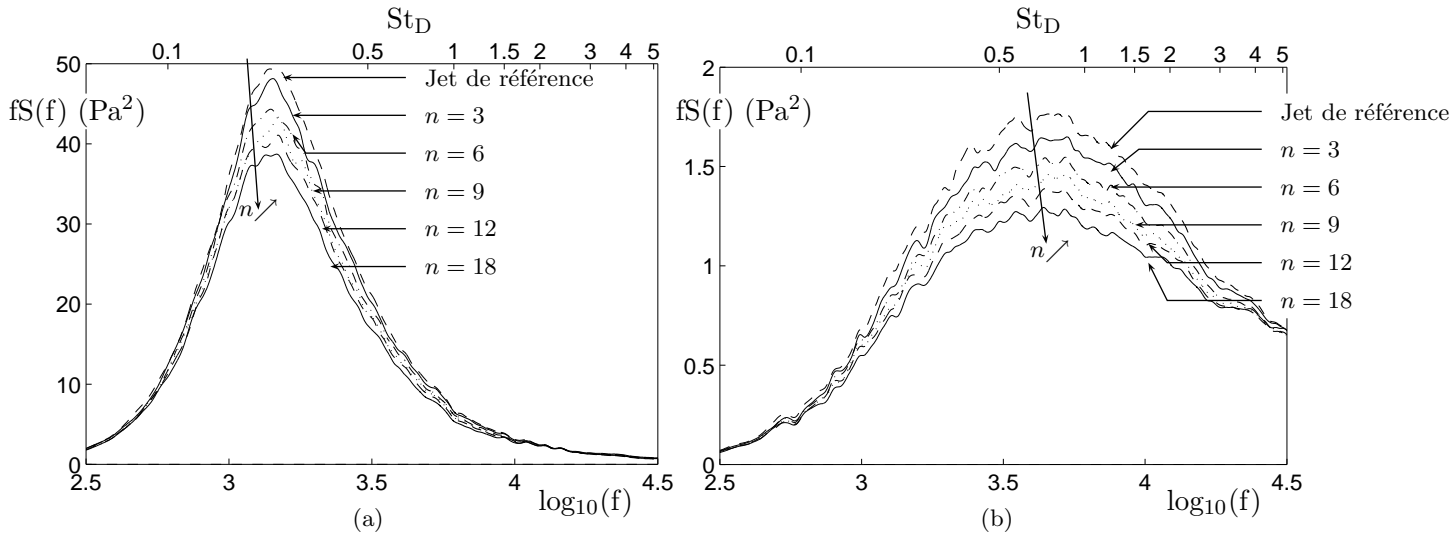 St_D
0.1 0.5 1 1.5 2 3 4 5
50
40
30
20
10
0
fS(f) (Pa²)
Jet de référence
n = 3
n = 6
n = 9
n = 12
n = 18
n↗
2.5 3 3.5 4 4.5
log₁₀(f)
(a)
St_D
0.1 0.5 1 1.5 2 3 4 5
2
1.5
1
0.5
0
fS(f) (Pa²)
Jet de référence
n = 3
n = 6
n = 9
n = 12
n = 18
n↗
2.5 3 3.5 4 4.5
log₁₀(f)
(b)